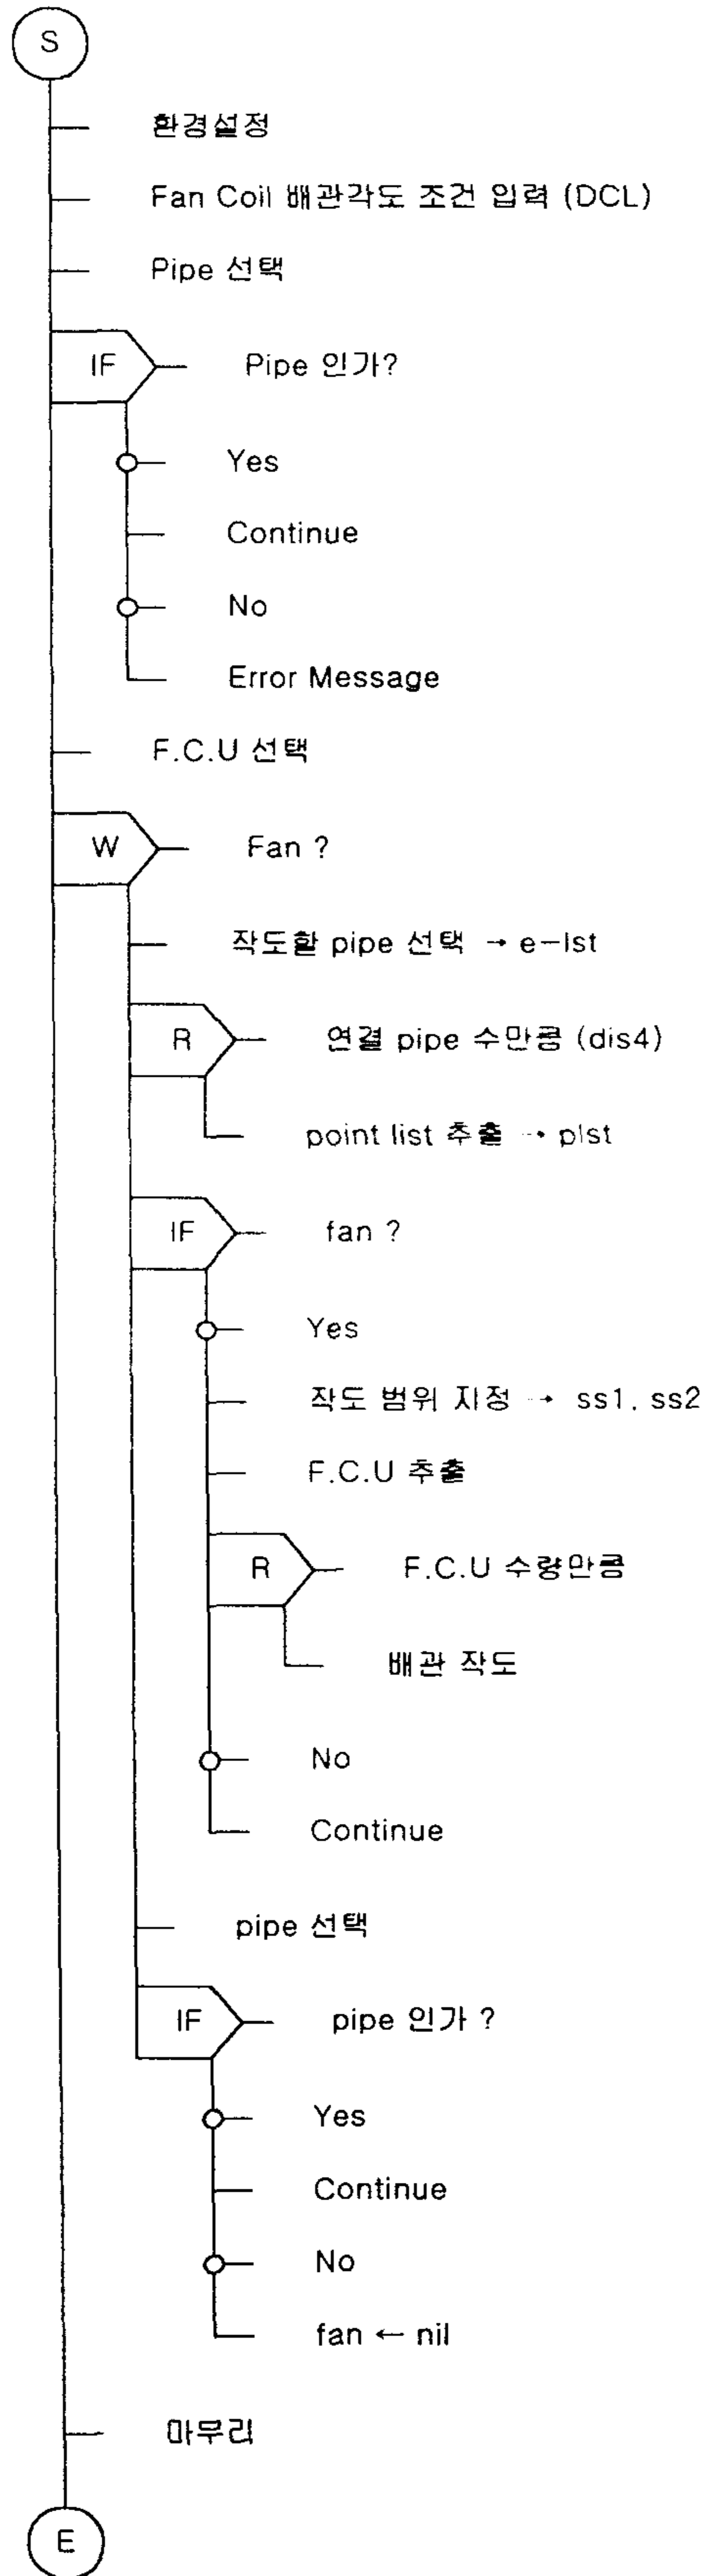 S
환경설정
Fan Coil 배관각도 조건 입력 (DCL)
Pipe 선택
IF Pipe 인가?
Yes
Continue
No
Error Message
F.C.U 선택
W Fan ?
작도할 pipe 선택 → e-lst
R 연결 pipe 수만큼 (dis4)
point list 추출 → plst
IF fan ?
Yes
작도 범위 지정 → ss1, ss2
F.C.U 추출
R F.C.U 수량만큼
배관 작도
No
Continue
pipe 선택
IF pipe 인가 ?
Yes
Continue
No
fan ← nil
마무리
E